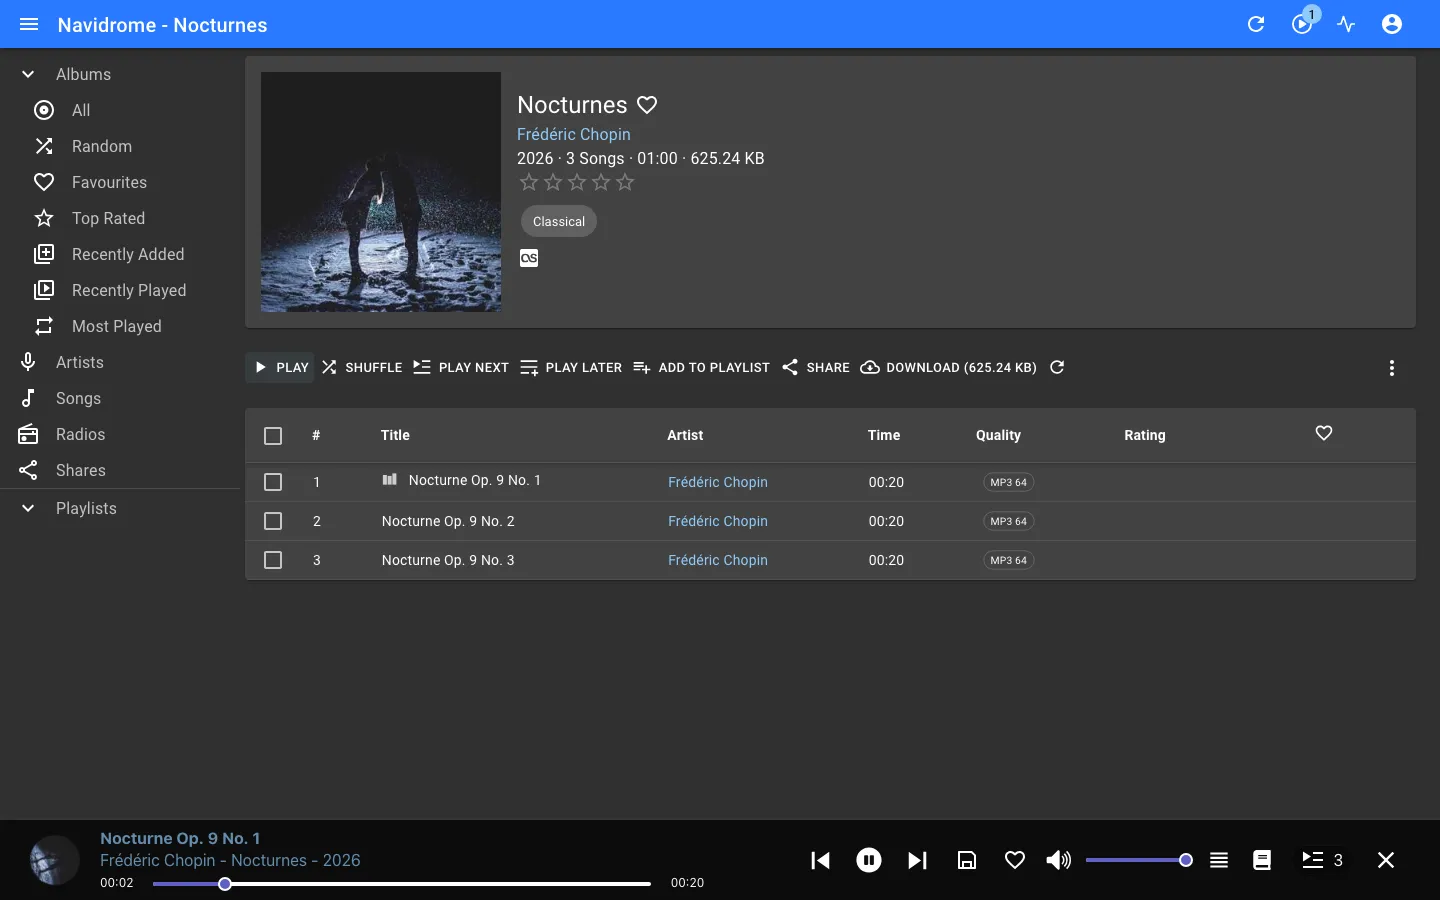 Navidrome - Nocturnes
1
Albums
All
Random
Favourites
Top Rated
Recently Added
Recently Played
Most Played
Artists
Songs
Radios
Shares
Playlists
Nocturnes
Frédéric Chopin
2026 · 3 Songs · 01:00 · 625.24 KB
Classical
PLAY SHUFFLE PLAY NEXT PLAY LATER ADD TO PLAYLIST SHARE DOWNLOAD (625.24 KB)
# Title Artist Time Quality Rating
1 Nocturne Op. 9 No. 1 Frédéric Chopin 00:20 MP3 64
2 Nocturne Op. 9 No. 2 Frédéric Chopin 00:20 MP3 64
3 Nocturne Op. 9 No. 3 Frédéric Chopin 00:20 MP3 64
Nocturne Op. 9 No. 1
Frédéric Chopin - Nocturnes - 2026
00:02 00:20
3